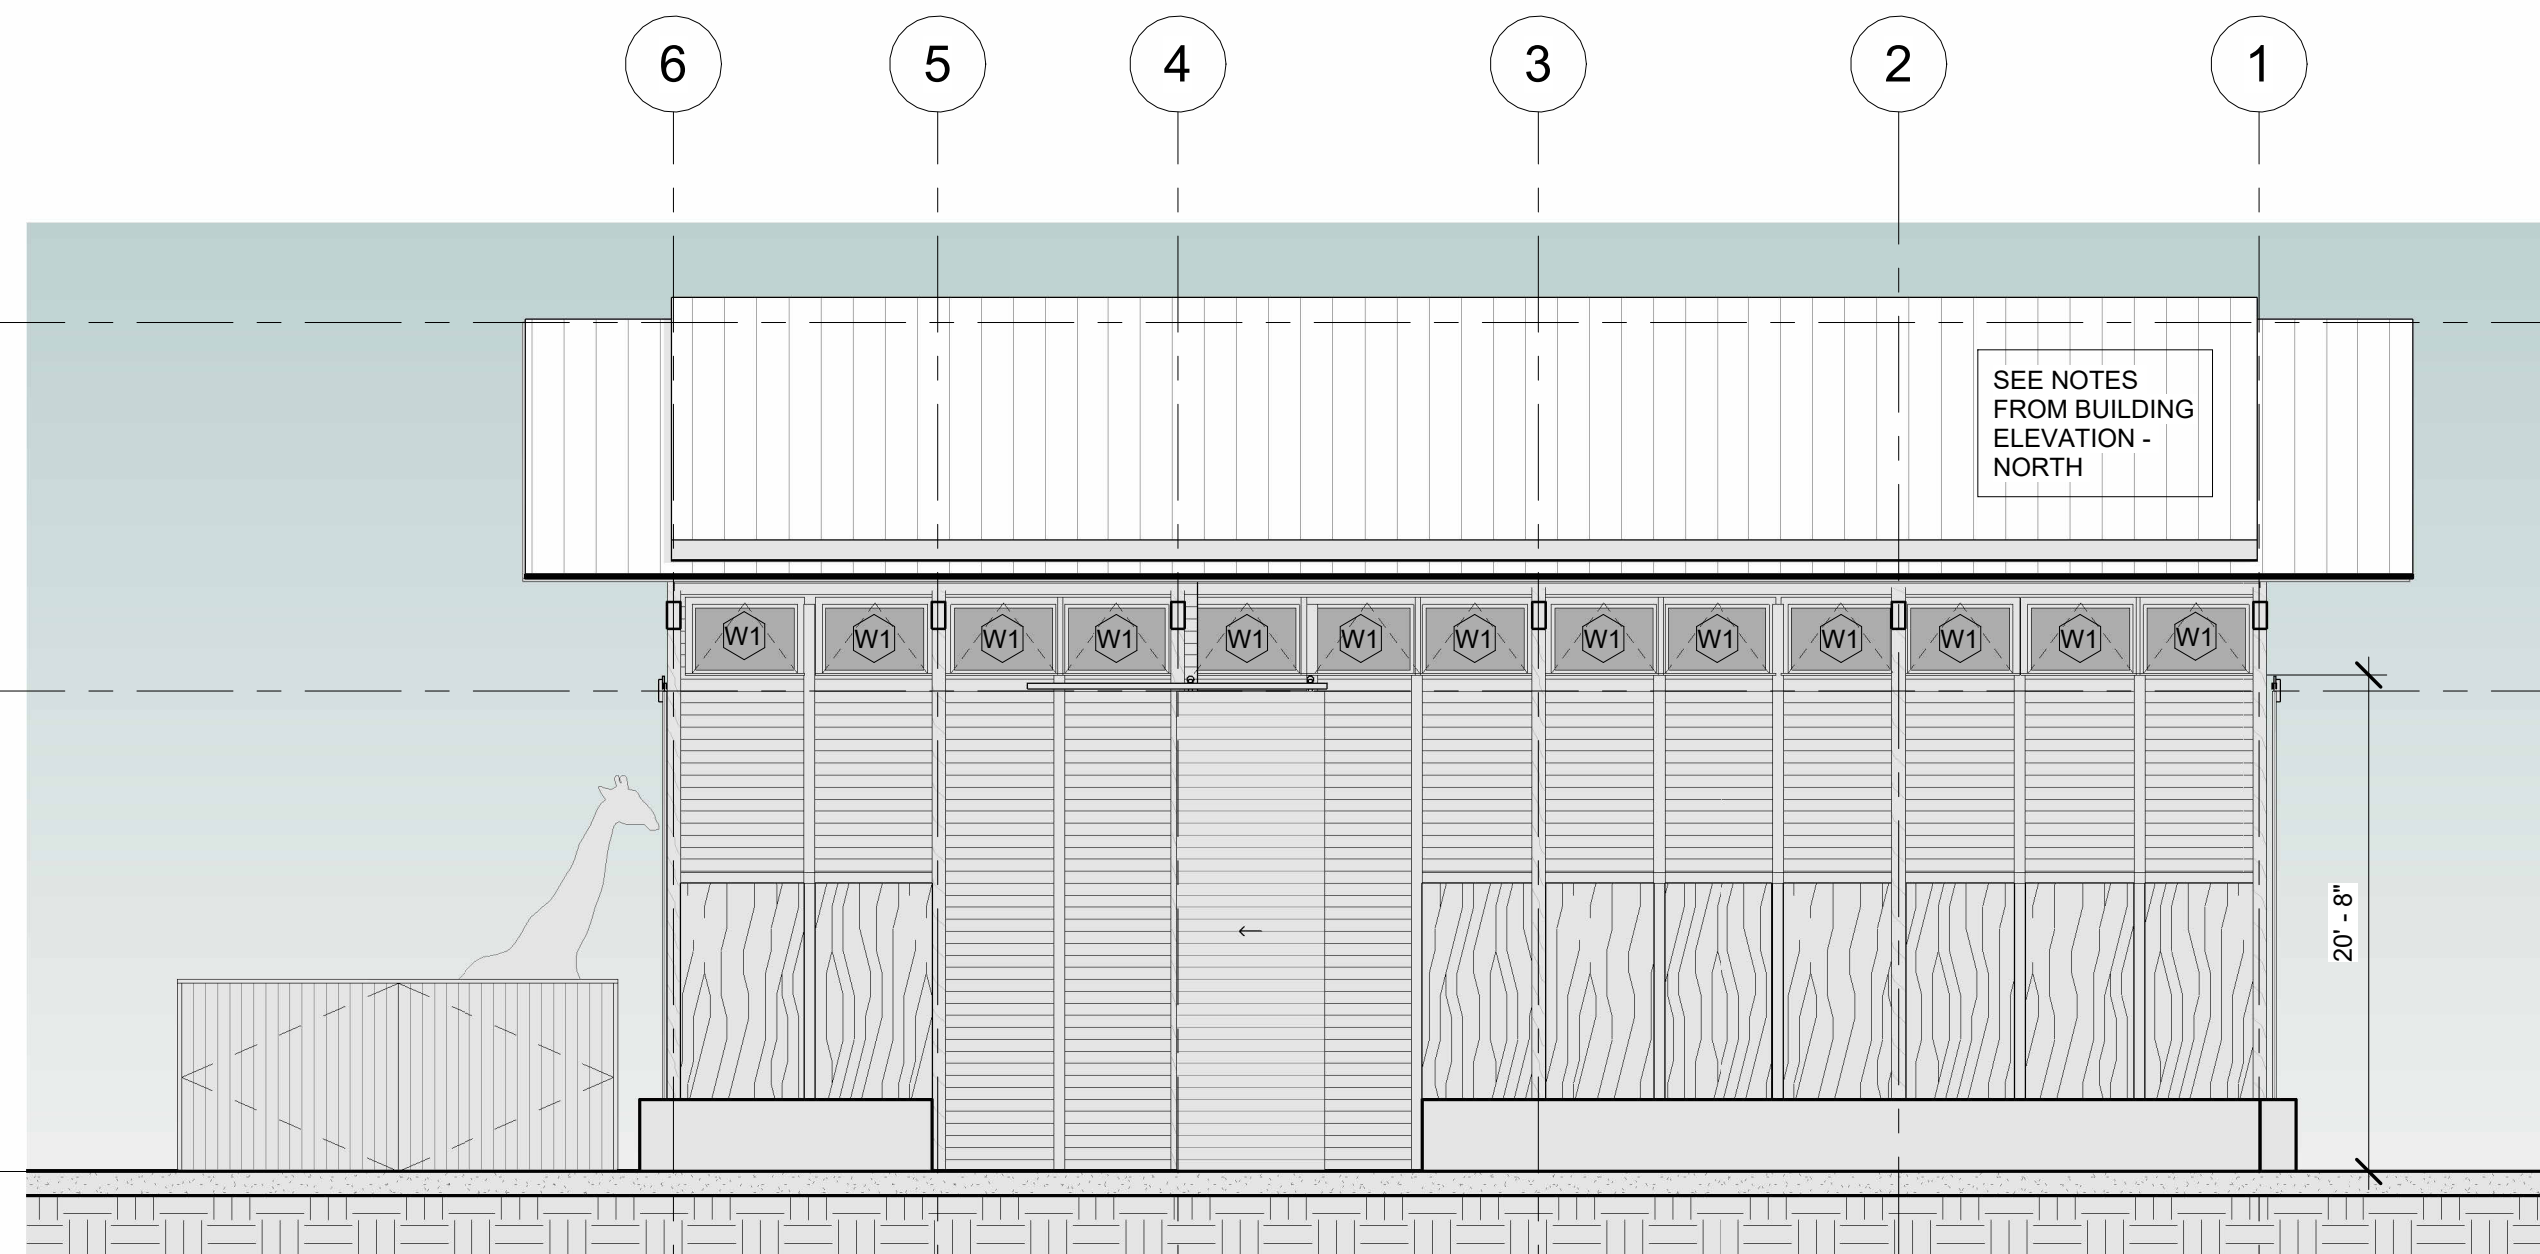 6 5 4 3 2 1
SEE NOTES
FROM BUILDING
ELEVATION -
NORTH
W1 W1 W1 W1 W1 W1 W1 W1 W1 W1 W1 W1 W1
20' - 8"